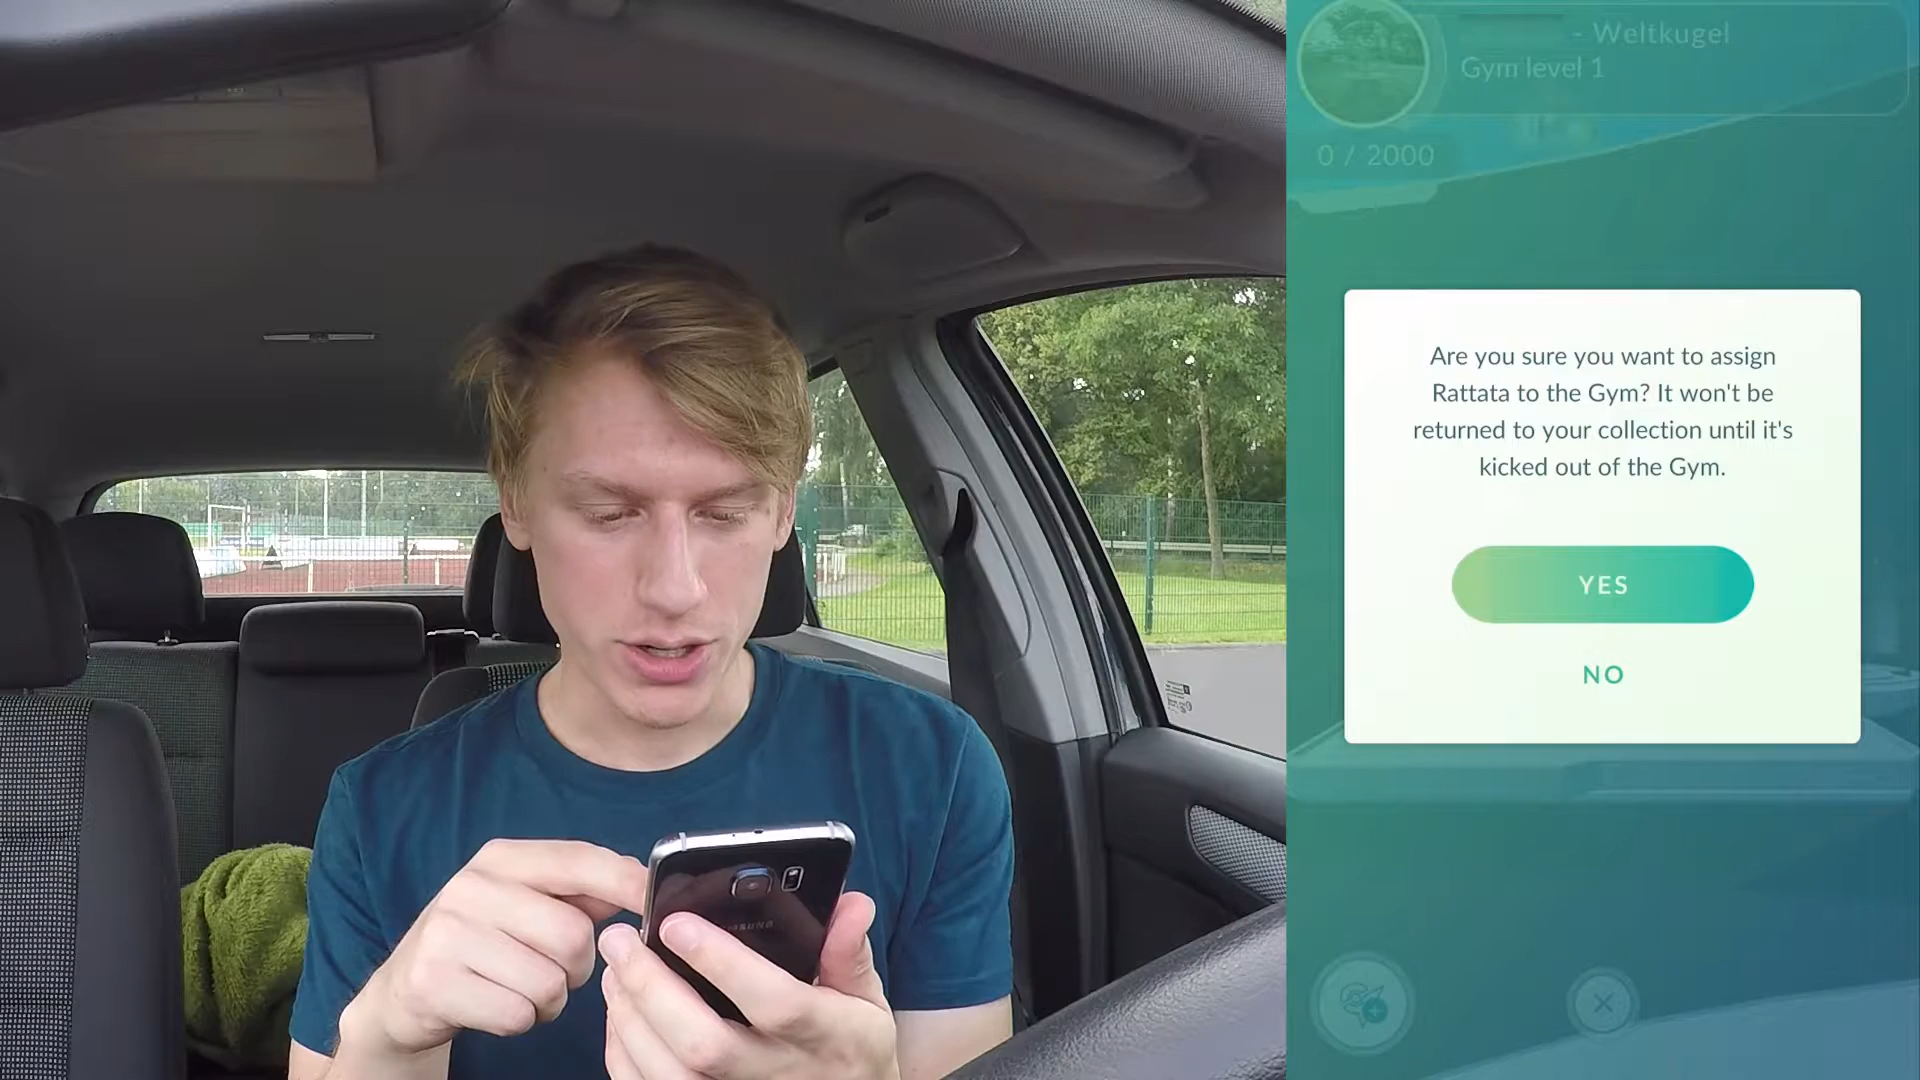 - Weltkugel
Gym level 1
0 / 2000
Are you sure you want to assign
Rattata to the Gym? It won't be
returned to your collection until it's
kicked out of the Gym.
YES
NO